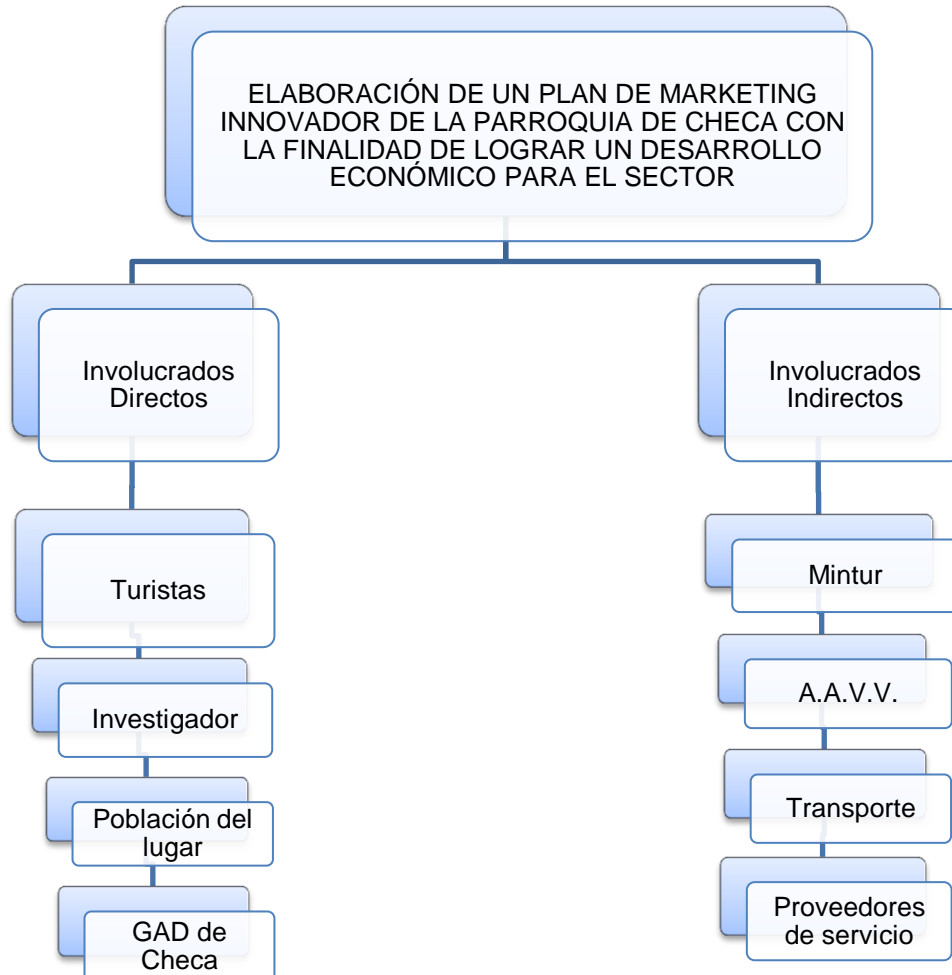 ELABORACIÓN DE UN PLAN DE MARKETING
INNOVADOR DE LA PARROQUIA DE CHECA CON
LA FINALIDAD DE LOGRAR UN DESARROLLO
ECONÓMICO PARA EL SECTOR
Involucrados
Directos
Turistas
Investigador
Población del
lugar
GAD de
Checa
Involucrados
Indirectos
Mintur
A.A.V.V.
Transporte
Proveedores
de servicio